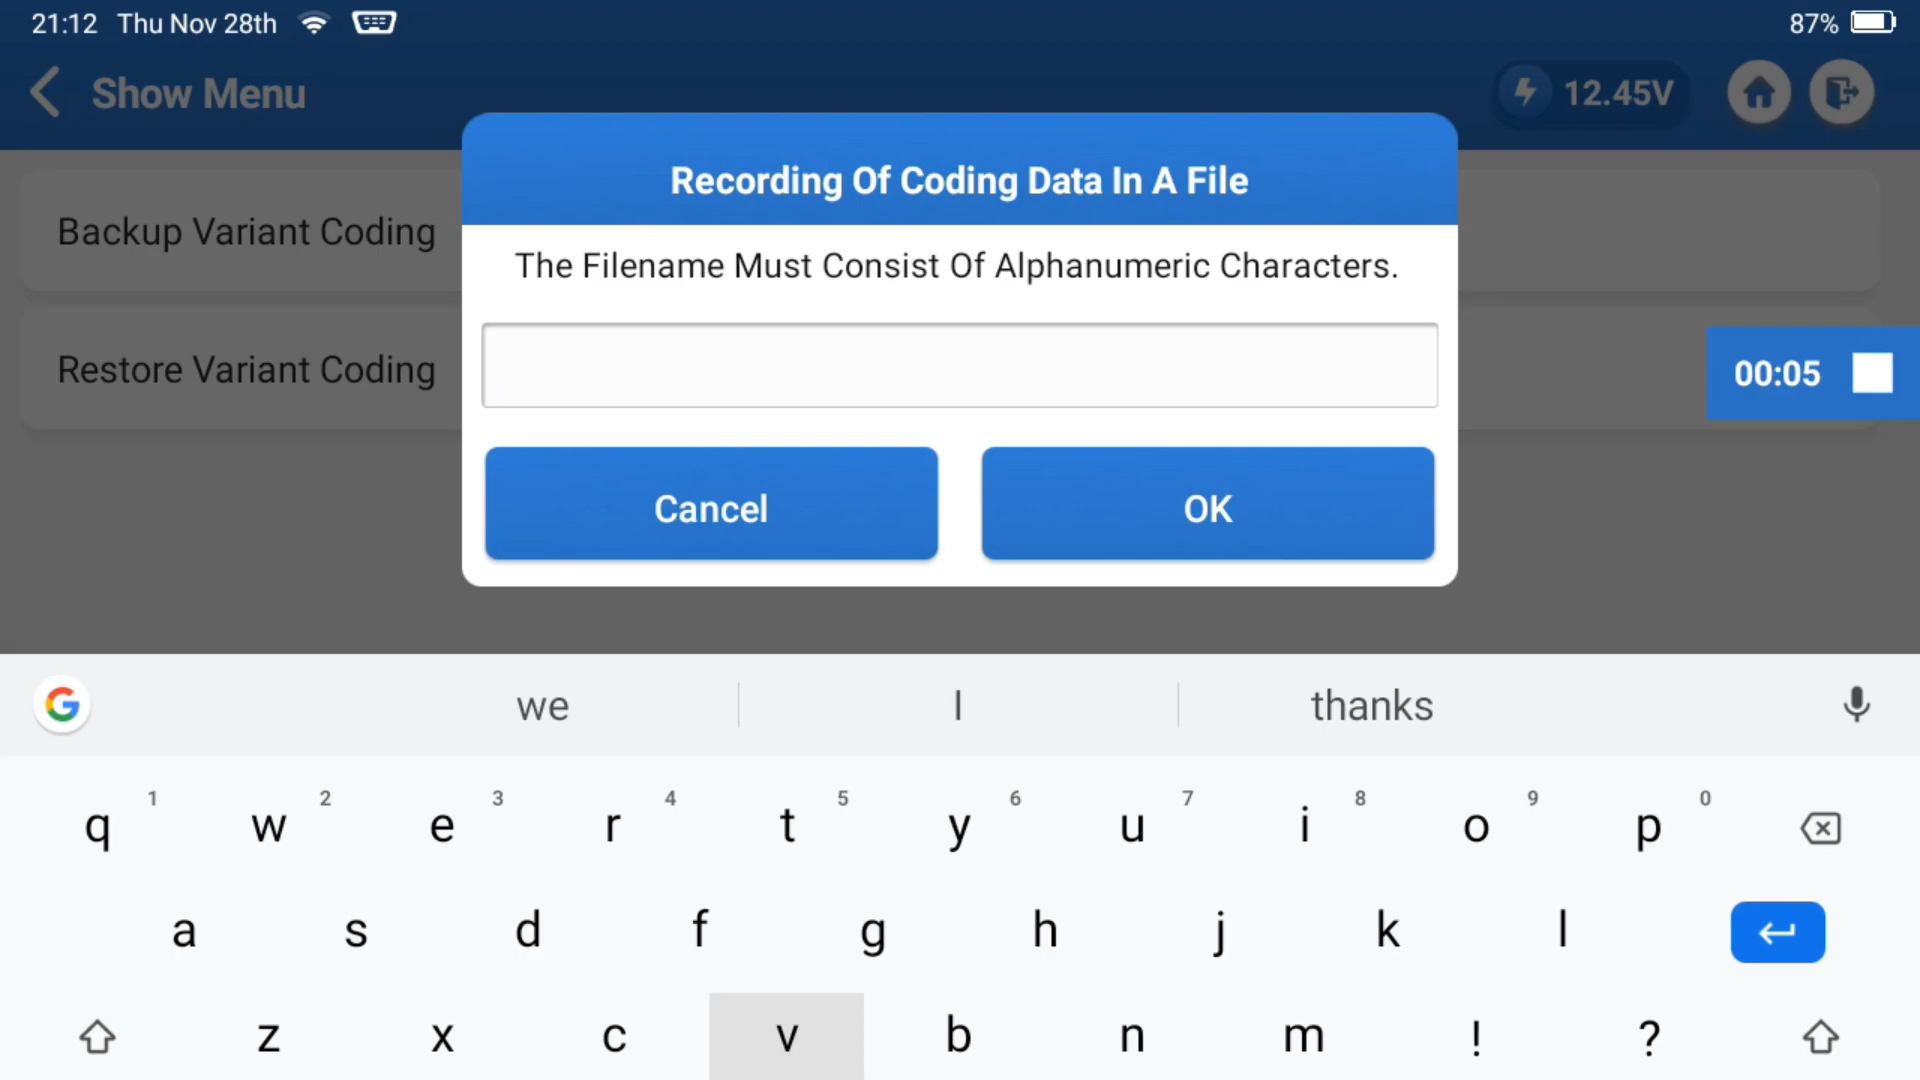 21:12 Thu Nov 28th
87%
Show Menu
12.45V
Recording Of Coding Data In A File
Backup Variant Coding
The Filename Must Consist Of Alphanumeric Characters.
Restore Variant Coding
00:05
Cancel
OK
G
we I thanks
1 2 3 4 5 6 7 8 9 0
q w e r t y u i o p
a s d f g h j k l
z x c v b n m ! ?